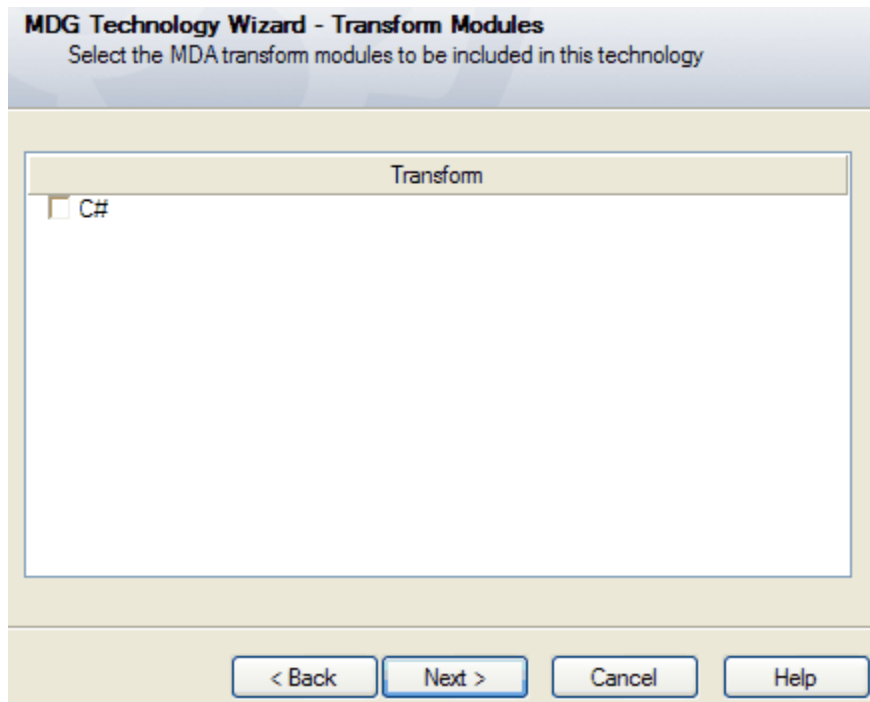 MDG Technology Wizard - Transform Modules
Select the MDA transform modules to be included in this technology
Transform
C#
< Back Next > Cancel Help